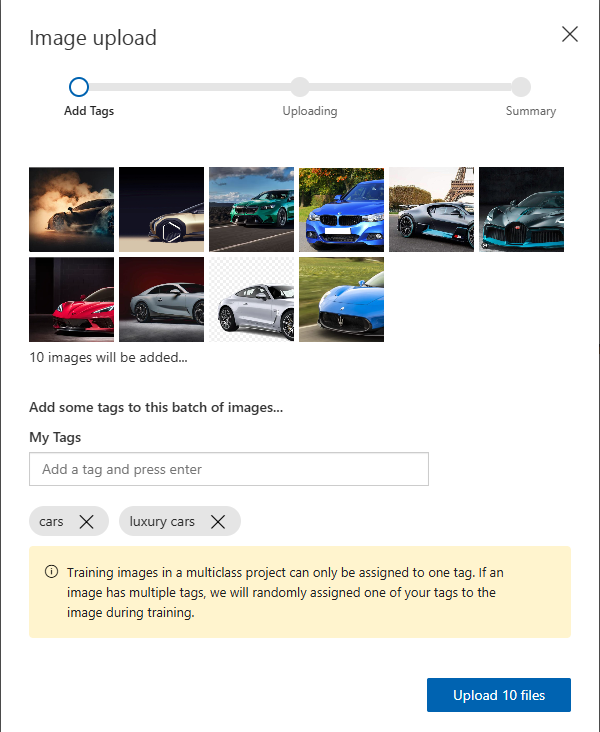 Image upload
Add Tags
Uploading
Summary
10 images will be added...
Add some tags to this batch of images...
My Tags
Add a tag and press enter
cars
luxury cars
Training images in a multiclass project can only be assigned to one tag. If an
image has multiple tags, we will randomly assigned one of your tags to the
image during training.
Upload 10 files